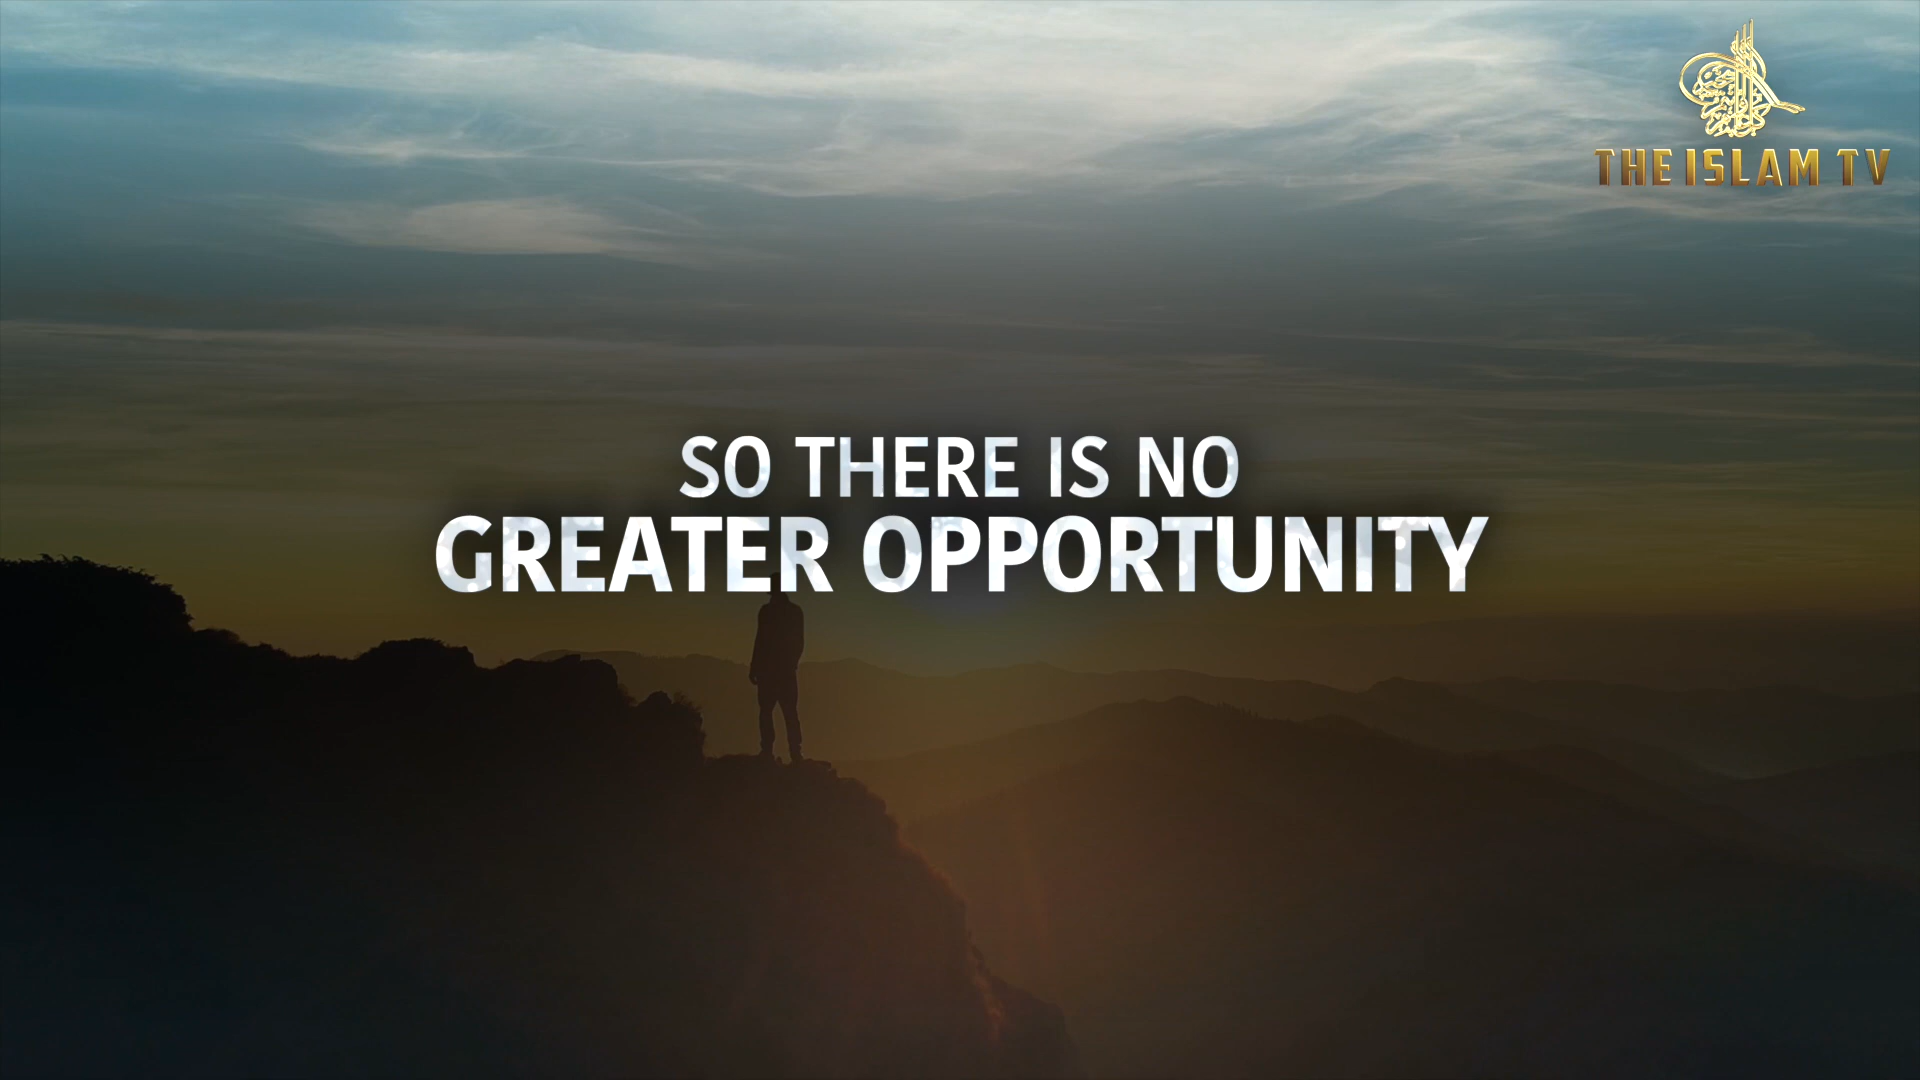 THE ISLAM TV
SO THERE IS NO
GREATER OPPORTUNITY